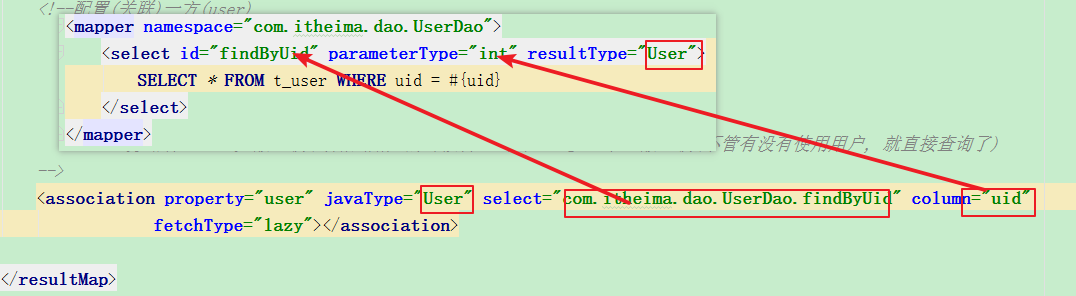 <!--配置(关联)一方(user)
<mapper namespace="com.itheima.dao.UserDao">
<select id="findByUid" parameterType="int" resultType="User">
SELECT * FROM t_user WHERE uid = #{uid}
</select>
</mapper>
不管有没有使用用户, 就直接查询了)
-->
<association property="user" javaType="User" select="com.itheima.dao.UserDao.findByUid" column="uid"
fetchType="lazy"></association>
</resultMap>